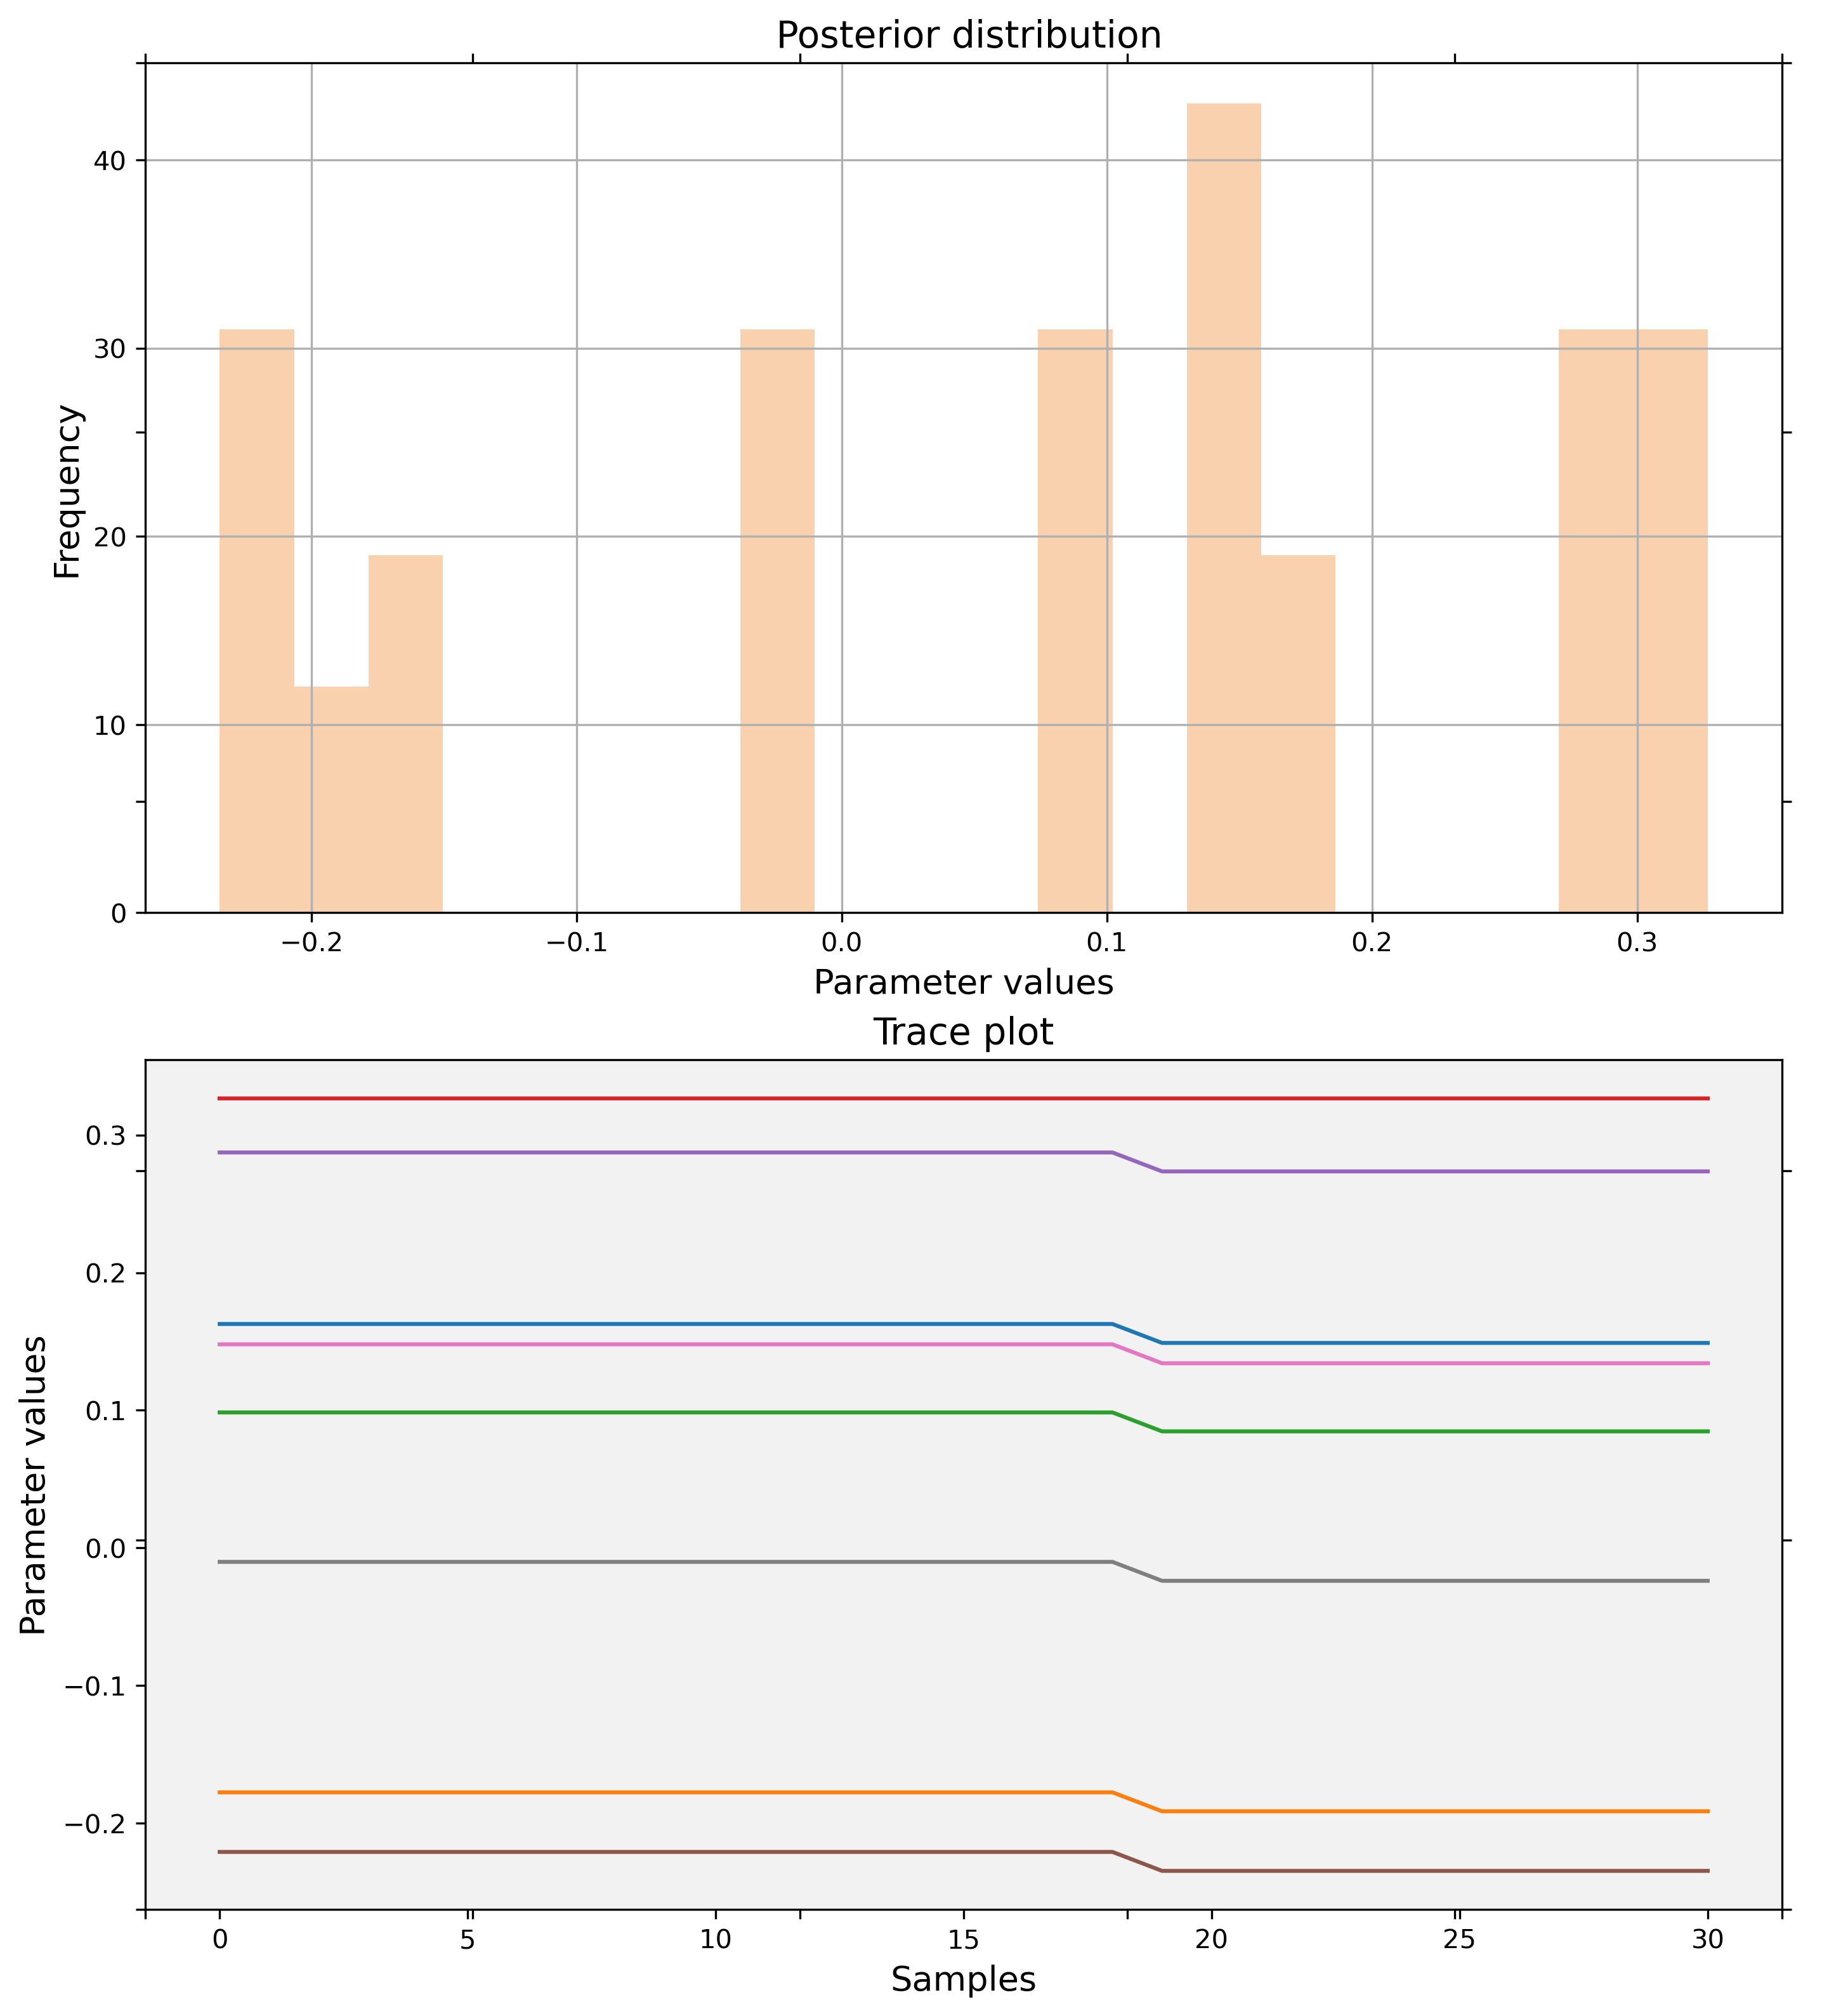 Posterior distribution
40
30
20
10
0
Frequency
−0.2 −0.1 0.0 0.1 0.2 0.3
Parameter values
Trace plot
0.3
0.2
0.1
0.0
−0.1
−0.2
Parameter values
0 5 10 15 20 25 30
Samples